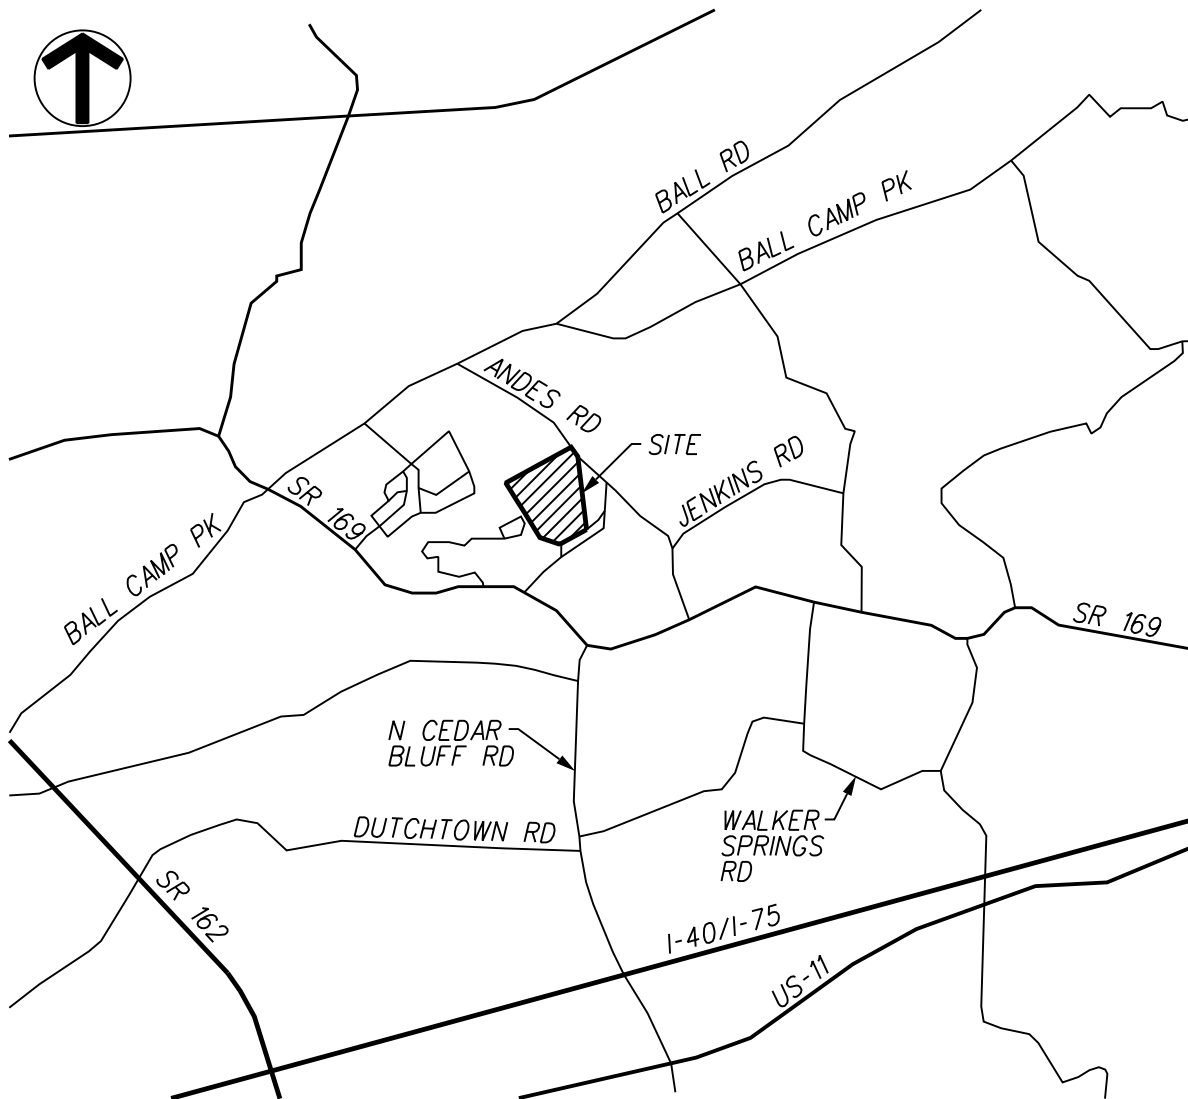 BALL RD
BALL CAMP PK
ANDES RD
SITE
JENKINS RD
SR 169
BALL CAMP PK
SR 169
N CEDAR
BLUFF RD
DUTCHTOWN RD
WALKER
SPRINGS
RD
SR 162
I-40/I-75
US-11